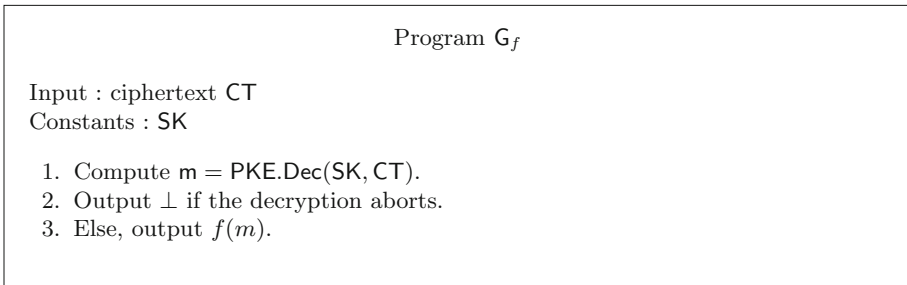 Program G_f
Input : ciphertext CT
Constants : SK
1. Compute m = PKE.Dec(SK, CT).
2. Output ⊥ if the decryption aborts.
3. Else, output f(m).